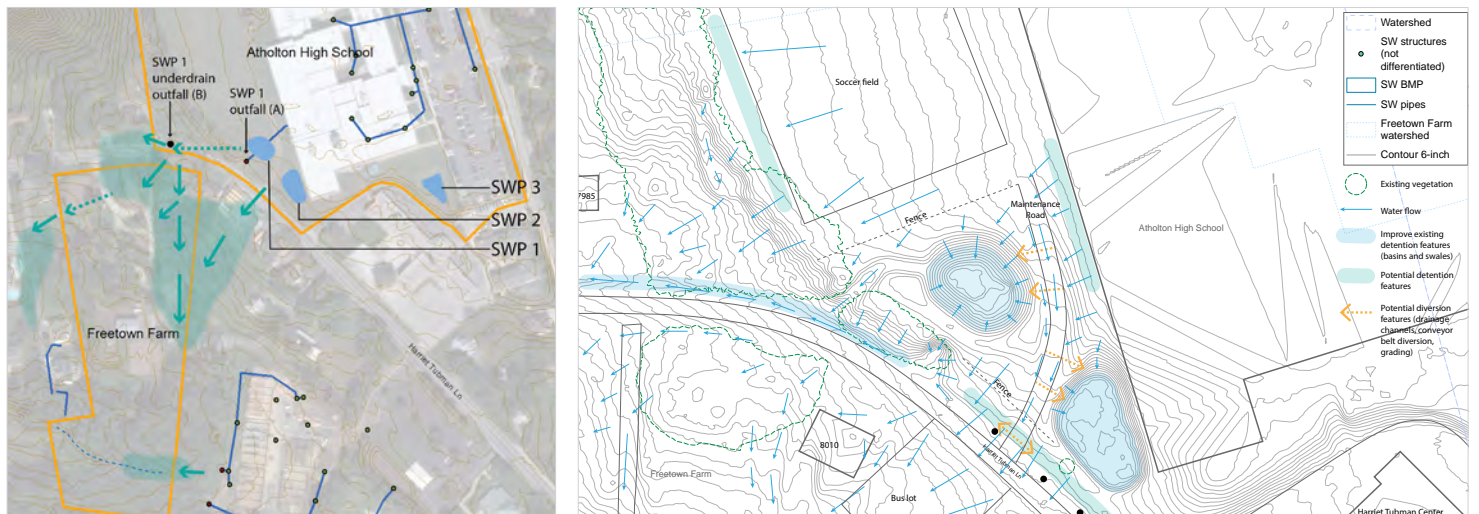 Atholton High School
SWP 1
underdrain
outfall (B)
SWP 1
outfall (A)
SWP 3
SWP 2
SWP 1
Freetown Farm
Harriet Tubman Ln
Soccer field
7985
Fence
Maintenance
Road
Atholton High School
Fence
8010
Freetown Farm
Harriet Tubman Ln
Bus lot
Harriet Tubman Center
Watershed
SW structures
(not
differentiated)
SW BMP
SW pipes
Freetown Farm
watershed
Contour 6-inch
Existing vegetation
Water flow
Improve existing
detention features
(basins and swales)
Potential detention
features
Potential diversion
features (drainage
channels, conveyor
belt diversion,
grading)